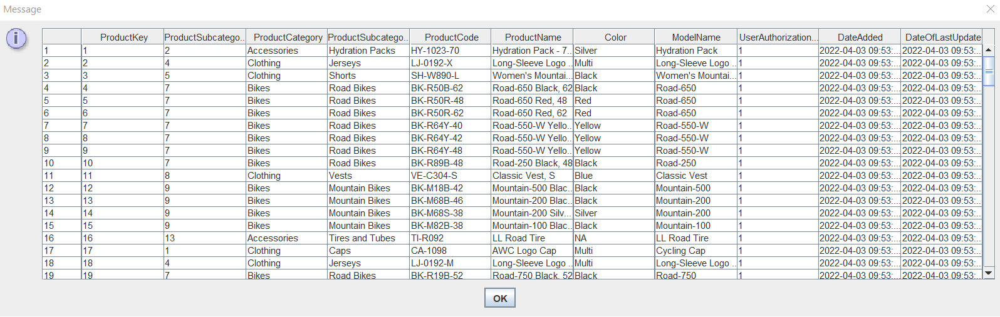 Message
ProductKey ProductSubcatego... ProductCategory ProductSubcatego... ProductCode ProductName Color ModelName UserAuthorization... DateAdded DateOfLastUpdate
1 1 2 Accessories Hydration Packs HY-1023-70 Hydration Pack - 7... Silver Hydration Pack 1 2022-04-03 09:53:... 2022-04-03 09:53:...
2 2 4 Clothing Jerseys LJ-0192-X Long-Sleeve Logo ... Multi Long-Sleeve Logo ... 1 2022-04-03 09:53:... 2022-04-03 09:53:...
3 3 5 Clothing Shorts SH-W890-L Women's Mountai... Black Women's Mountai... 1 2022-04-03 09:53:... 2022-04-03 09:53:...
4 4 7 Bikes Road Bikes BK-R50B-62 Road-650 Black, 62 Black Road-650 1 2022-04-03 09:53:... 2022-04-03 09:53:...
5 5 7 Bikes Road Bikes BK-R50R-48 Road-650 Red, 48 Red Road-650 1 2022-04-03 09:53:... 2022-04-03 09:53:...
6 6 7 Bikes Road Bikes BK-R50R-62 Road-650 Red, 62 Red Road-650 1 2022-04-03 09:53:... 2022-04-03 09:53:...
7 7 7 Bikes Road Bikes BK-R64Y-40 Road-550-W Yello... Yellow Road-550-W 1 2022-04-03 09:53:... 2022-04-03 09:53:...
8 8 7 Bikes Road Bikes BK-R64Y-42 Road-550-W Yello... Yellow Road-550-W 1 2022-04-03 09:53:... 2022-04-03 09:53:...
9 9 7 Bikes Road Bikes BK-R64Y-48 Road-550-W Yello... Yellow Road-550-W 1 2022-04-03 09:53:... 2022-04-03 09:53:...
10 10 7 Bikes Road Bikes BK-R89B-48 Road-250 Black, 48 Black Road-250 1 2022-04-03 09:53:... 2022-04-03 09:53:...
11 11 8 Clothing Vests VE-C304-S Classic Vest, S Blue Classic Vest 1 2022-04-03 09:53:... 2022-04-03 09:53:...
12 12 9 Bikes Mountain Bikes BK-M18B-42 Mountain-500 Blac... Black Mountain-500 1 2022-04-03 09:53:... 2022-04-03 09:53:...
13 13 9 Bikes Mountain Bikes BK-M68B-46 Mountain-200 Blac... Black Mountain-200 1 2022-04-03 09:53:... 2022-04-03 09:53:...
14 14 9 Bikes Mountain Bikes BK-M68S-38 Mountain-200 Silv... Silver Mountain-200 1 2022-04-03 09:53:... 2022-04-03 09:53:...
15 15 9 Bikes Mountain Bikes BK-M82B-38 Mountain-100 Blac... Black Mountain-100 1 2022-04-03 09:53:... 2022-04-03 09:53:...
16 16 13 Accessories Tires and Tubes TI-R092 LL Road Tire NA LL Road Tire 1 2022-04-03 09:53:... 2022-04-03 09:53:...
17 17 1 Clothing Caps CA-1098 AWC Logo Cap Multi Cycling Cap 1 2022-04-03 09:53:... 2022-04-03 09:53:...
18 18 4 Clothing Jerseys LJ-0192-M Long-Sleeve Logo ... Multi Long-Sleeve Logo ... 1 2022-04-03 09:53:... 2022-04-03 09:53:...
19 19 7 Bikes Road Bikes BK-R19B-52 Road-750 Black, 52 Black Road-750 1 2022-04-03 09:53:... 2022-04-03 09:53:...
OK